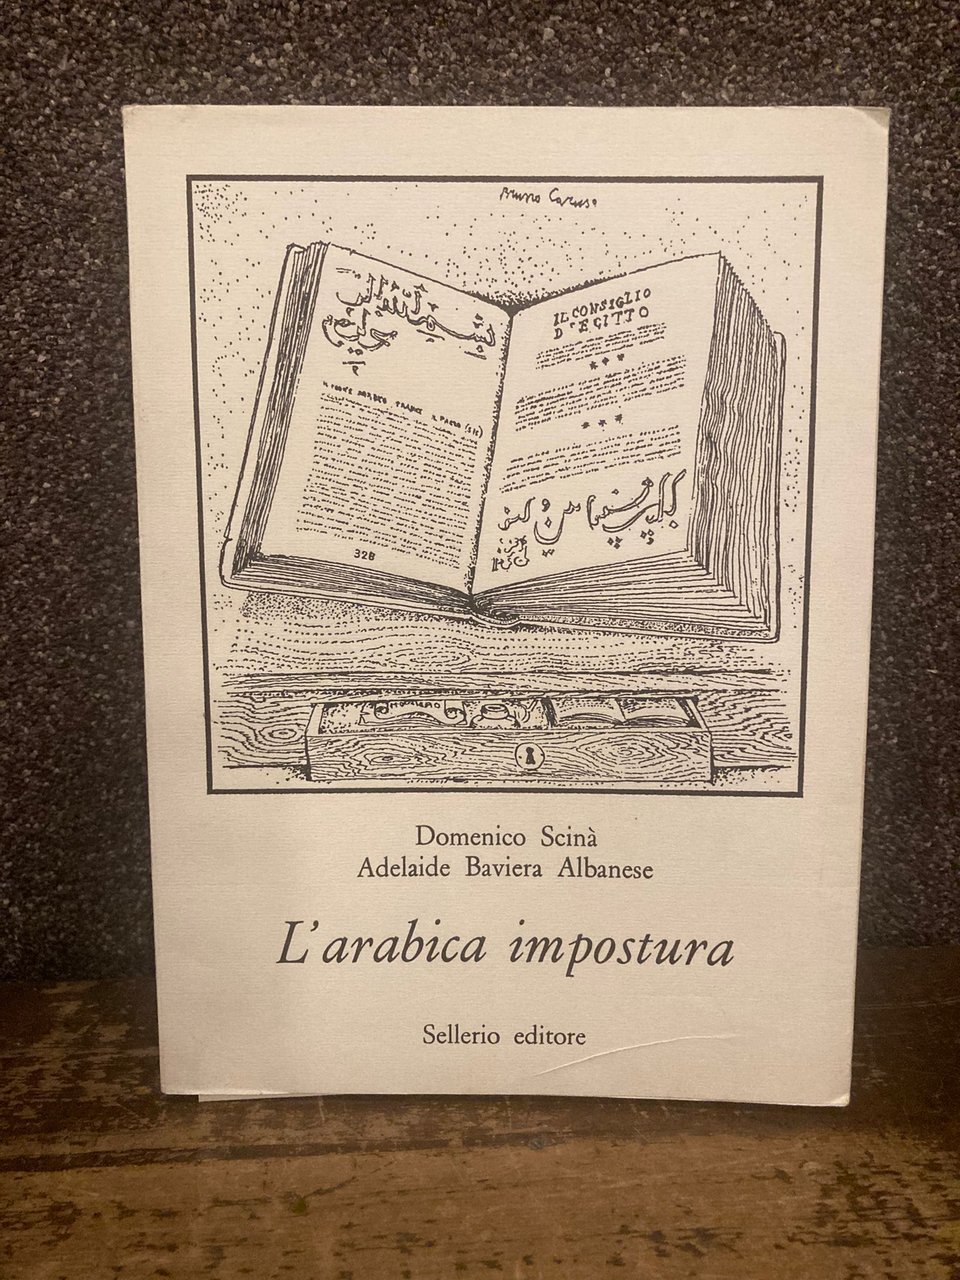 Bruno Caruso
IL CONSIGLIO
D'EGITTO
328
Domenico Scinà
Adelaide Baviera Albanese
L'arabica impostura
Sellerio editore